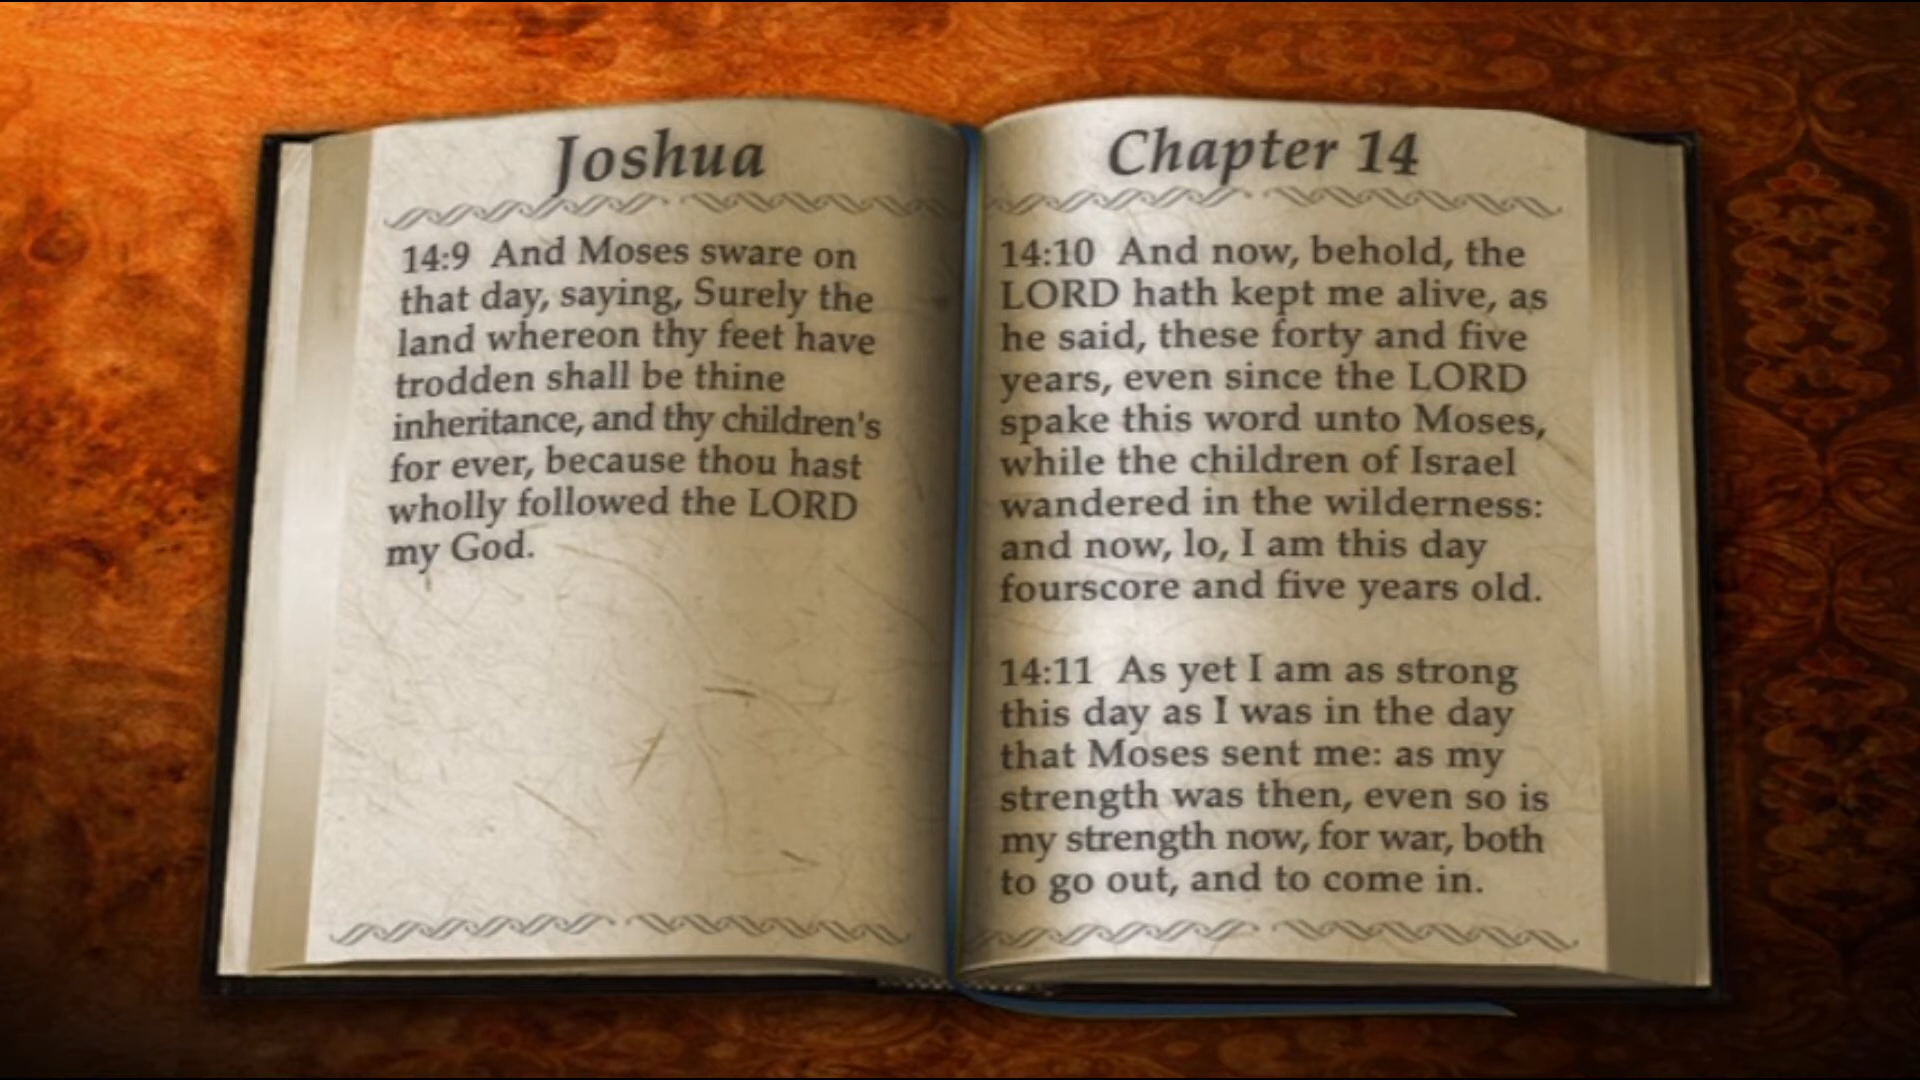 Joshua
14:9 And Moses sware on
that day, saying, Surely the
land whereon thy feet have
trodden shall be thine
inheritance, and thy children's
for ever, because thou hast
wholly followed the LORD
my God.
Chapter 14
14:10 And now, behold, the
LORD hath kept me alive, as
he said, these forty and five
years, even since the LORD
spake this word unto Moses,
while the children of Israel
wandered in the wilderness:
and now, lo, I am this day
fourscore and five years old.
14:11 As yet I am as strong
this day as I was in the day
that Moses sent me: as my
strength was then, even so is
my strength now, for war, both
to go out, and to come in.